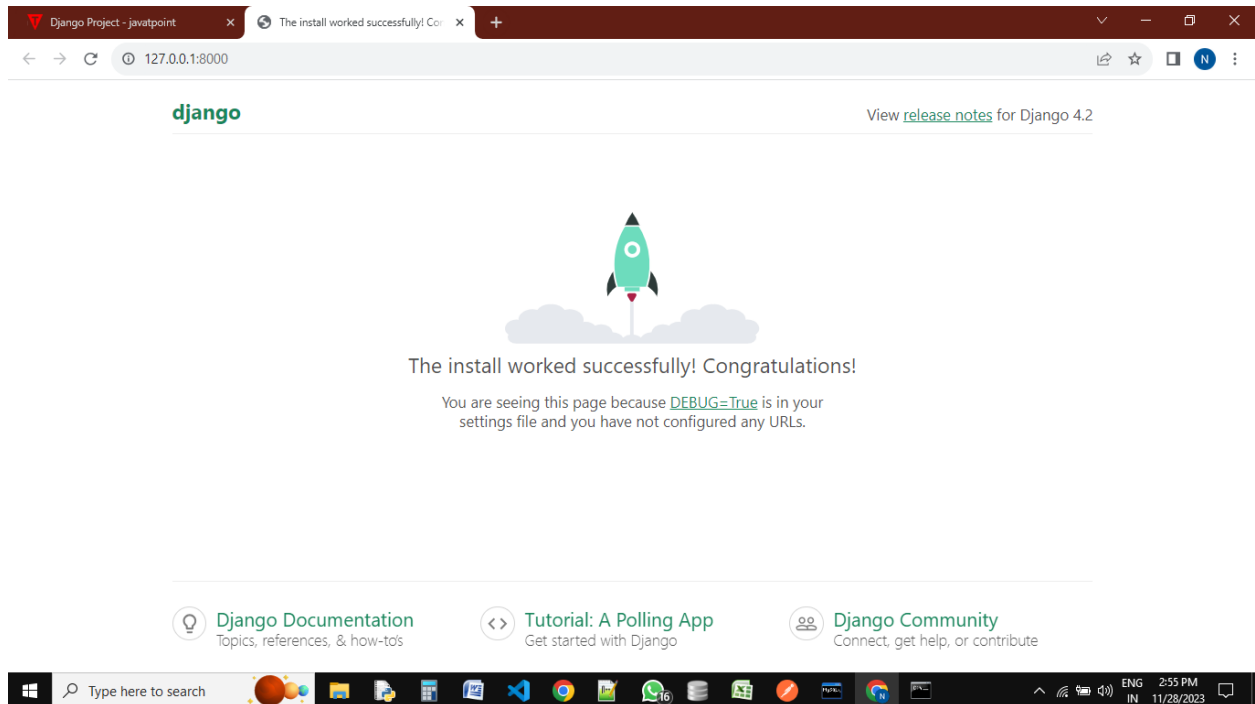 Django Project - javatpoint
The install worked successfully! Cor
127.0.0.1:8000
N
django
View release notes for Django 4.2
The install worked successfully! Congratulations!
You are seeing this page because DEBUG=True is in your
settings file and you have not configured any URLs.
Django Documentation
Topics, references, & how-to's
Tutorial: A Polling App
Get started with Django
Django Community
Connect, get help, or contribute
Type here to search
16
ENG
IN
2:55 PM
11/28/2023